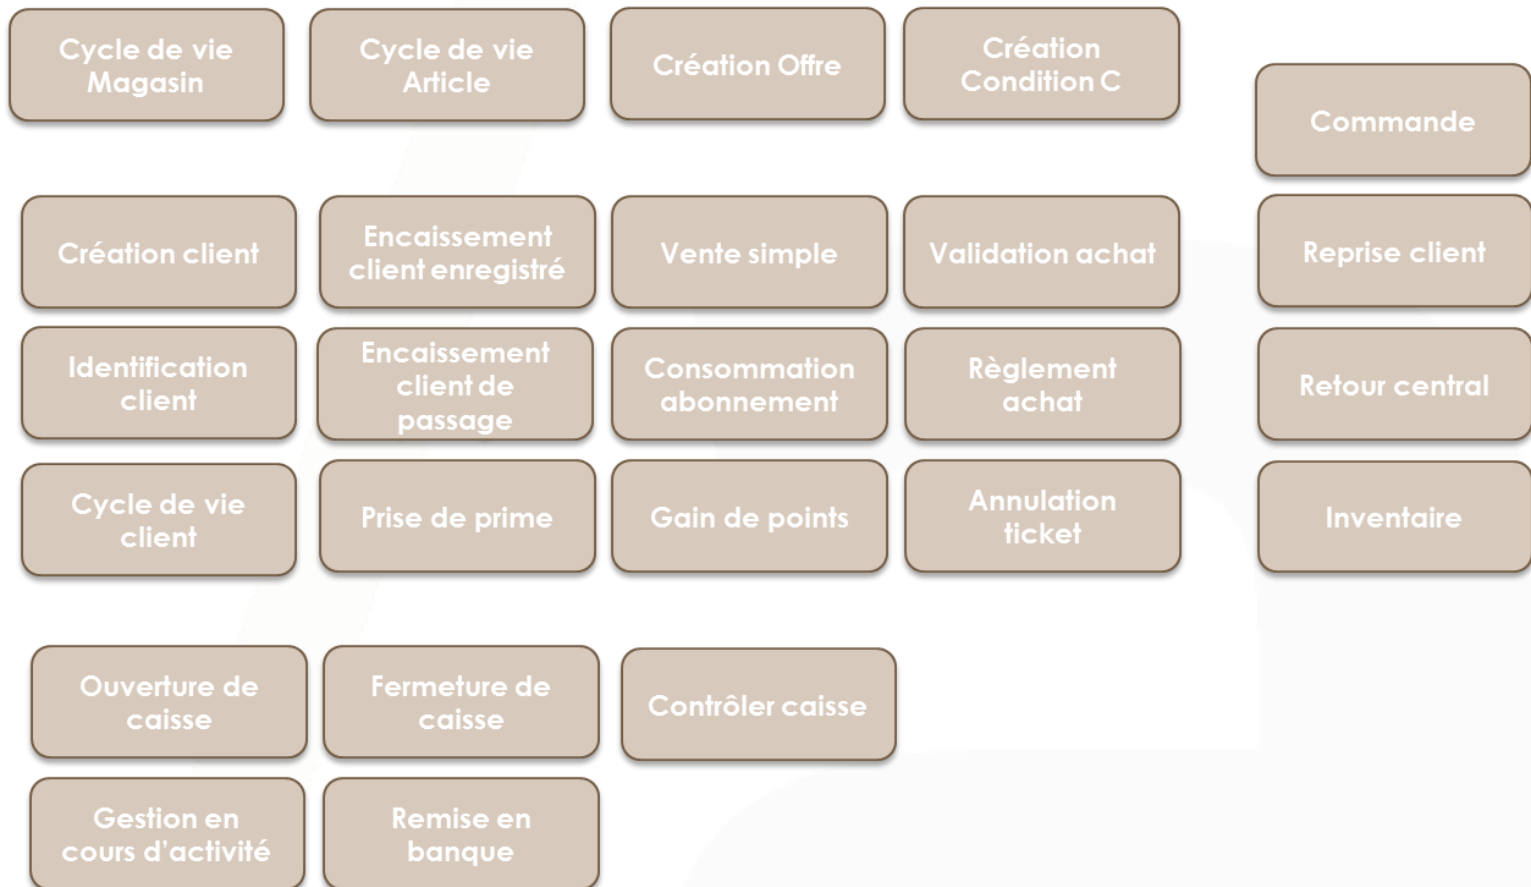 Cycle de vie
Magasin
Cycle de vie
Article
Création Offre
Création
Condition C
Commande
Création client
Encaissement
client enregistré
Vente simple
Validation achat
Reprise client
Identification
client
Encaissement
client de
passage
Consommation
abonnement
Règlement
achat
Retour central
Cycle de vie
client
Prise de prime
Gain de points
Annulation
ticket
Inventaire
Ouverture de
caisse
Fermeture de
caisse
Contrôler caisse
Gestion en
cours d'activité
Remise en
banque